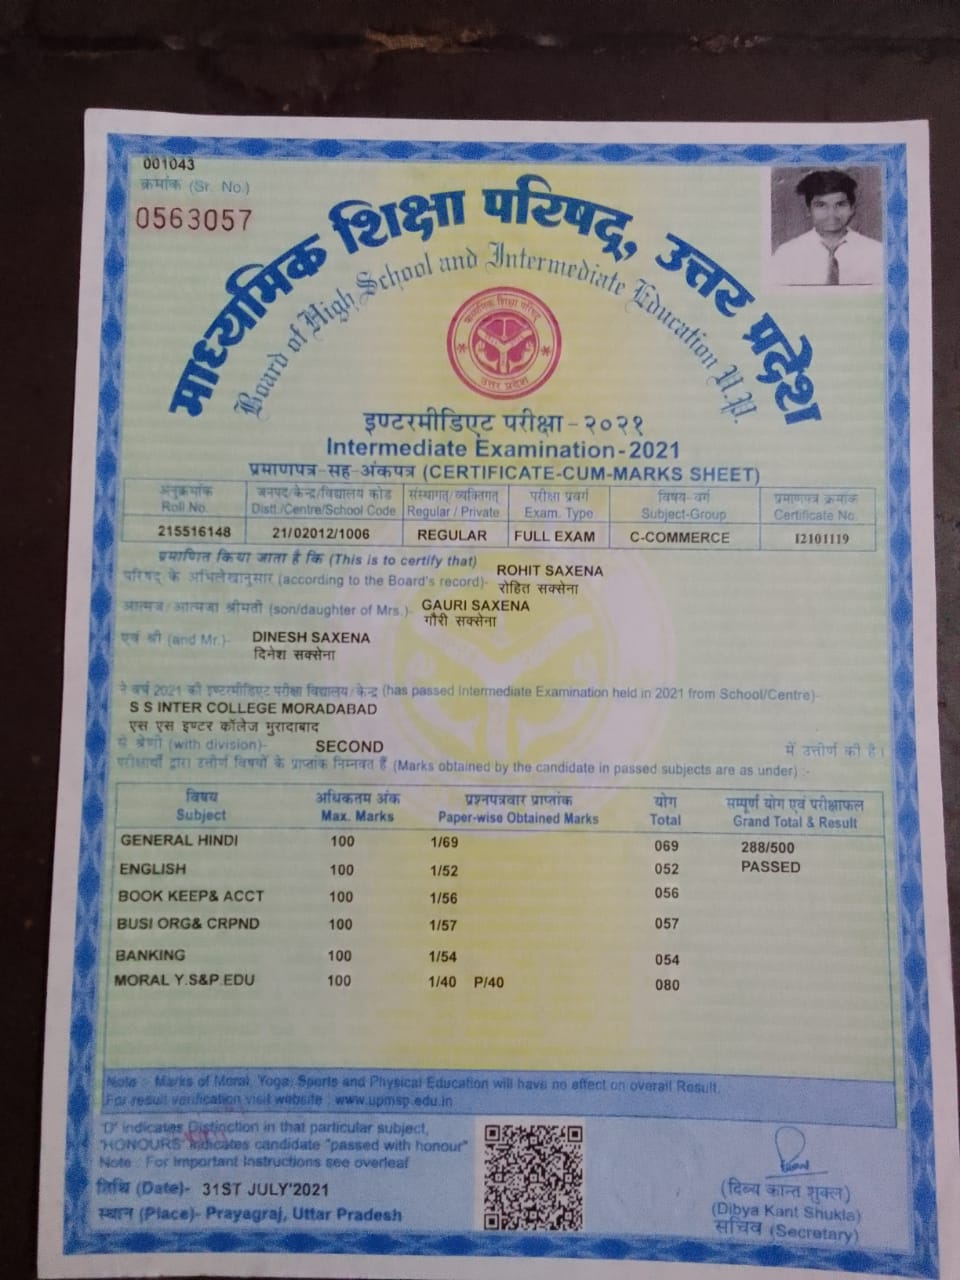 001043
क्रमांक (Sr. No.)
0563057
माध्यमिक शिक्षा परिषद्, उत्तर प्रदेश
Board of High School and Intermediate Education U.P.
माध्यमिक शिक्षा परिषद्
उत्तर प्रदेश
इण्टरमीडिएट परीक्षा - २०२१
Intermediate Examination - 2021
प्रमाणपत्र-सह-अंकपत्र (CERTIFICATE-CUM-MARKS SHEET)
अनुक्रमांक जनपद/केन्द्र/विद्यालय कोड संस्थागत/व्यक्तिगत परीक्षा प्रवर्ग विषय-वर्ग प्रमाणपत्र क्रमांक
Roll No. Distt./Centre/School Code Regular / Private Exam. Type Subject-Group Certificate No.
215516148 21/02012/1006 REGULAR FULL EXAM C-COMMERCE 12101119
प्रमाणित किया जाता है कि (This is to certify that)
परिषद् के अभिलेखानुसार (according to the Board's record)- ROHIT SAXENA
रोहित सक्सेना
आत्मज/आत्मजा श्रीमती (son/daughter of Mrs.)- GAURI SAXENA
गौरी सक्सेना
एवं श्री (and Mr.)- DINESH SAXENA
दिनेश सक्सेना
ने वर्ष 2021 की इण्टरमीडिएट परीक्षा विद्यालय/केन्द्र (has passed Intermediate Examination held in 2021 from School/Centre)-
S S INTER COLLEGE MORADABAD
एस एस इण्टर कॉलेज मुरादाबाद
से श्रेणी (with division)- SECOND में उत्तीर्ण की है।
परीक्षार्थी द्वारा उत्तीर्ण विषयों के प्राप्तांक निम्नवत हैं (Marks obtained by the candidate in passed subjects are as under) :-
विषय अधिकतम अंक प्रश्नपत्रवार प्राप्तांक योग सम्पूर्ण योग एवं परीक्षाफल
Subject Max. Marks Paper-wise Obtained Marks Total Grand Total & Result
GENERAL HINDI 100 1/69 069 288/500
ENGLISH 100 1/52 052 PASSED
BOOK KEEP& ACCT 100 1/56 056
BUSI ORG& CRPND 100 1/57 057
BANKING 100 1/54 054
MORAL Y.S&P.EDU 100 1/40 P/40 080
Note :- Marks of Moral, Yoga, Sports and Physical Education will have no effect on overall Result.
For result verification visit website : www.upmsp.edu.in
'D' indicates Distinction in that particular subject,
'HONOURS' indicates candidate "passed with honour"
Note : For Important Instructions see overleaf
तिथि (Date)- 31ST JULY'2021
स्थान (Place)- Prayagraj, Uttar Pradesh
(दिव्य कान्त शुक्ल)
(Dibya Kant Shukla)
सचिव (Secretary)